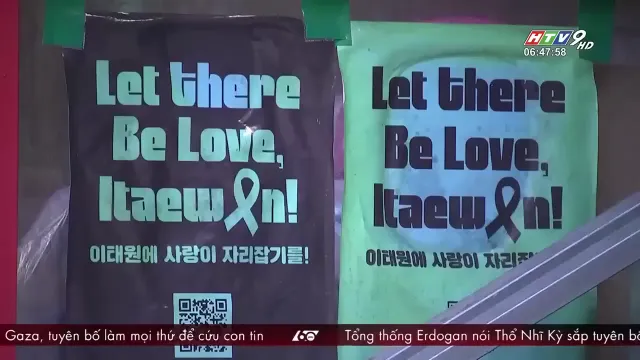 HTV9 HD
06:47:58
Let there
Be Love,
Itaewon!
이태원에 사랑이 자리잡기를!
Let there
Be Love,
Itaewon!
이태원에 사랑이 자리잡기를!
Gaza, tuyên bố làm mọi thứ để cứu con tin
Tổng thống Erdogan nói Thổ Nhĩ Kỳ sắp tuyên bố